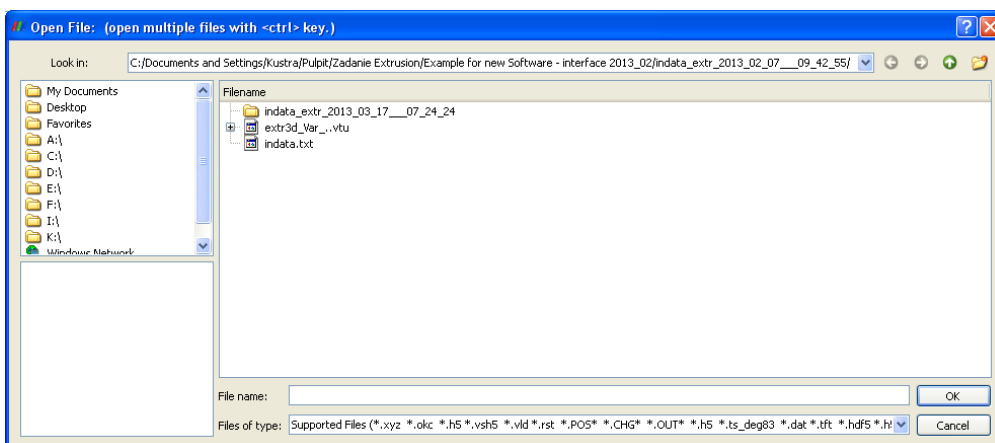 Open File: (open multiple files with <ctrl> key.)
Look in: C:/Documents and Settings/Kustra/Pulpit/Zadanie Extrusion/Example for new Software - interface 2013_02/indata_extr_2013_02_07___09_42_55/
My Documents
Desktop
Favorites
A:\
C:\
D:\
E:\
F:\
I:\
K:\
Windows Network
Filename
indata_extr_2013_03_17___07_24_24
extr3d_Var_..vtu
indata.txt
File name:
OK
Files of type: Supported Files (*.xyz *.okc *.h5 *.vsh5 *.vld *.rst *.POS* *.CHG* *.OUT* *.h5 *.ts_deg83 *.dat *.tft *.hdf5
Cancel